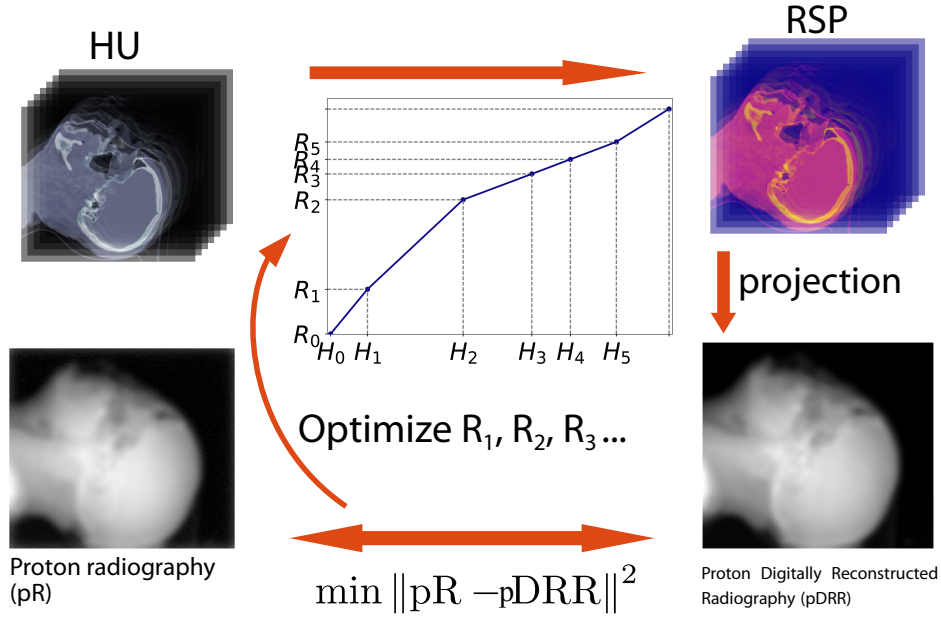 HU
RSP
R₅
R₄
R₃
R₂
R₁
R₀
H₀ H₁ H₂ H₃ H₄ H₅
projection
Optimize R₁, R₂, R₃ ...
Proton radiography
(pR)
min ||pR −pDRR||²
Proton Digitally Reconstructed
Radiography (pDRR)